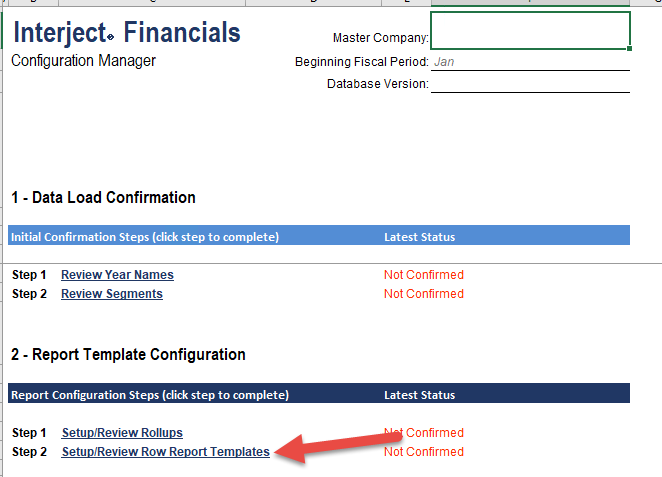 Interject Financials
Master Company:
Configuration Manager
Beginning Fiscal Period: Jan
Database Version:
1 - Data Load Confirmation
Initial Confirmation Steps (click step to complete) Latest Status
Step 1 Review Year Names Not Confirmed
Step 2 Review Segments Not Confirmed
2 - Report Template Configuration
Report Configuration Steps (click step to complete) Latest Status
Step 1 Setup/Review Rollups Not Confirmed
Step 2 Setup/Review Row Report Templates Not Confirmed